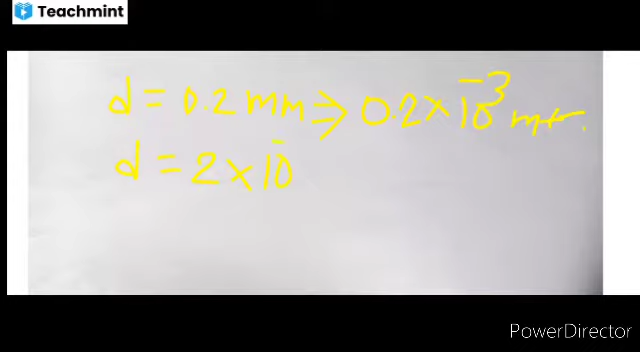 Teachmint
d = 0.2 mm ⇒ 0.2 × 10⁻³ mtr.
d = 2 × 10⁻
PowerDirector